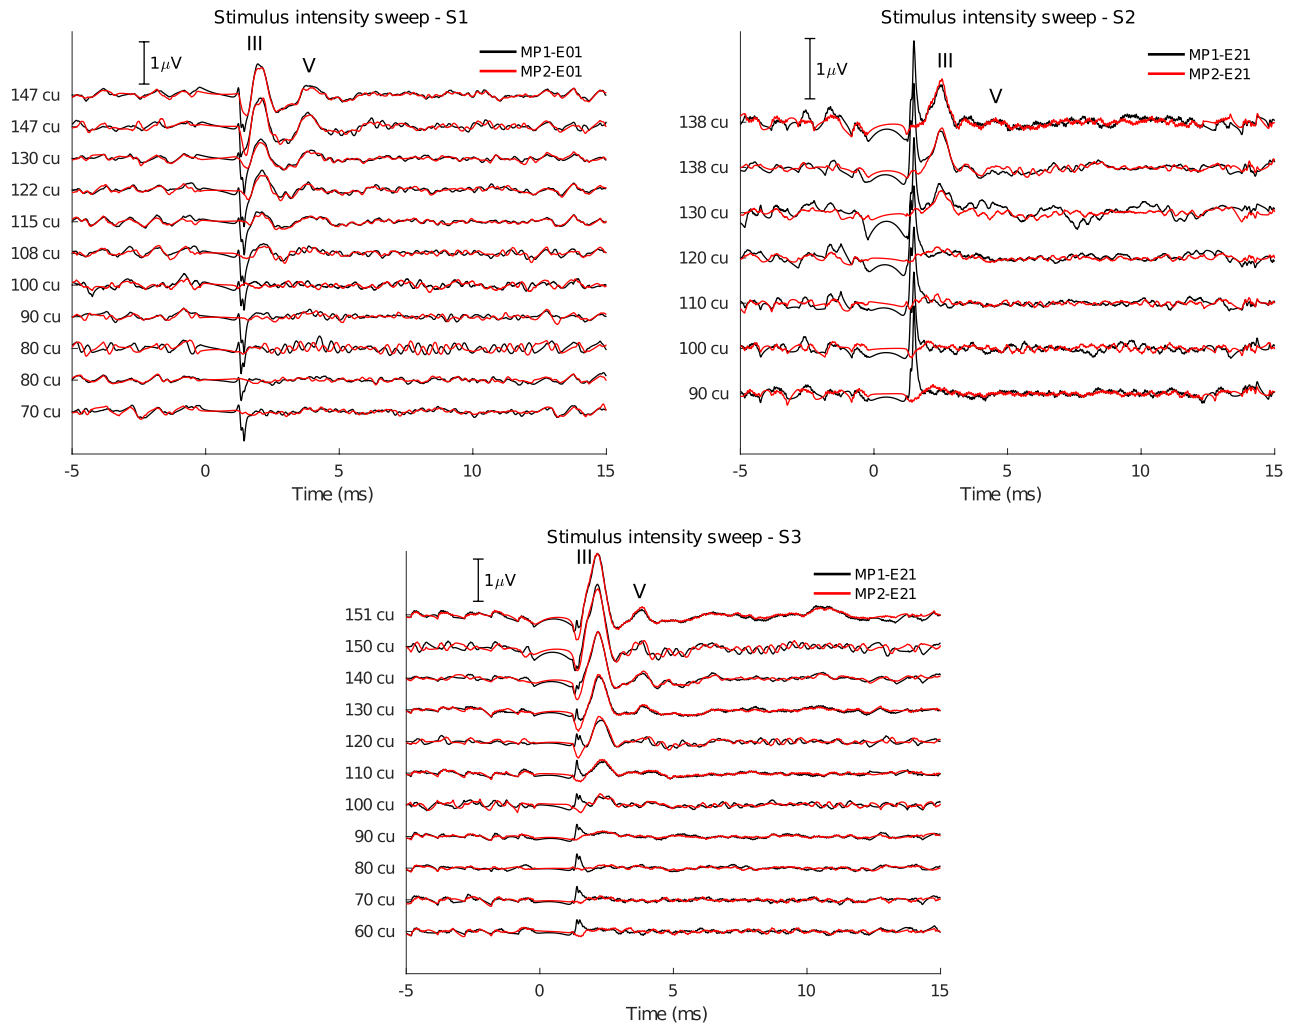 Stimulus intensity sweep - S1
III
1μV
V
MP1-E01
MP2-E01
147 cu
147 cu
130 cu
122 cu
115 cu
108 cu
100 cu
90 cu
80 cu
80 cu
70 cu
-5 0 5 10 15
Time (ms)
Stimulus intensity sweep - S2
III
1μV
V
MP1-E21
MP2-E21
138 cu
138 cu
130 cu
120 cu
110 cu
100 cu
90 cu
-5 0 5 10 15
Time (ms)
Stimulus intensity sweep - S3
III
1μV
V
MP1-E21
MP2-E21
151 cu
150 cu
140 cu
130 cu
120 cu
110 cu
100 cu
90 cu
80 cu
70 cu
60 cu
-5 0 5 10 15
Time (ms)